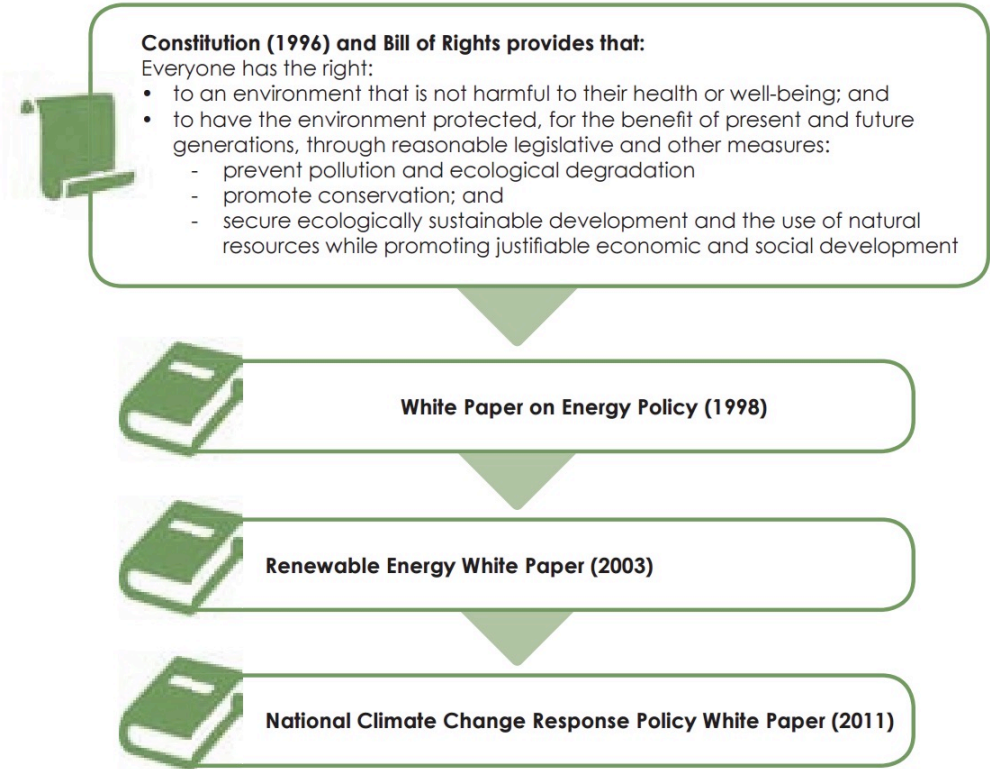 Constitution (1996) and Bill of Rights provides that:
Everyone has the right:
• to an environment that is not harmful to their health or well-being; and
• to have the environment protected, for the benefit of present and future
generations, through reasonable legislative and other measures:
- prevent pollution and ecological degradation
- promote conservation; and
- secure ecologically sustainable development and the use of natural
resources while promoting justifiable economic and social development
White Paper on Energy Policy (1998)
Renewable Energy White Paper (2003)
National Climate Change Response Policy White Paper (2011)